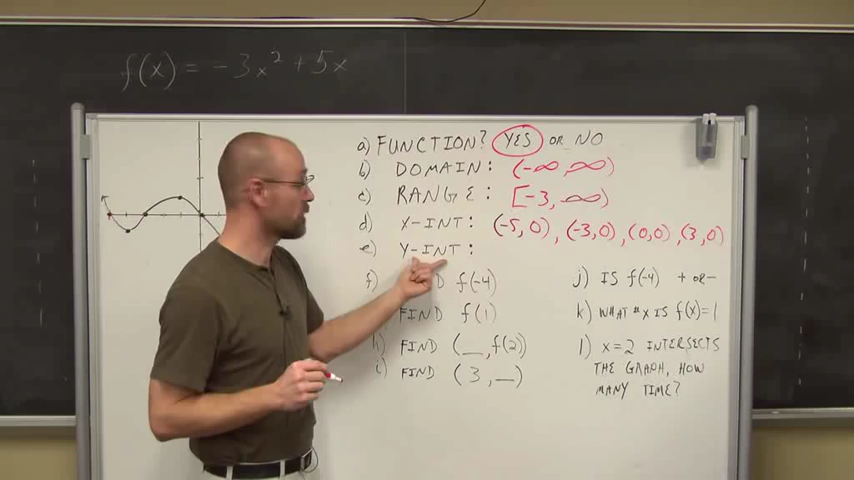 f(x) = -3x² + 5x
a) FUNCTION? YES OR NO
b) DOMAIN: (-∞, ∞)
c) RANGE: [-3, ∞)
d) X-INT: (-5, 0), (-3, 0), (0, 0), (3, 0)
e) Y-INT:
f) f(-4)
FIND f(1)
h) FIND (__, f(2))
i) FIND (3, __)
j) IS f(-4) + OR -
k) WHAT #x IS f(x) = 1
l) x = 2 INTERSECTS
THE GRAPH, HOW
MANY TIME?